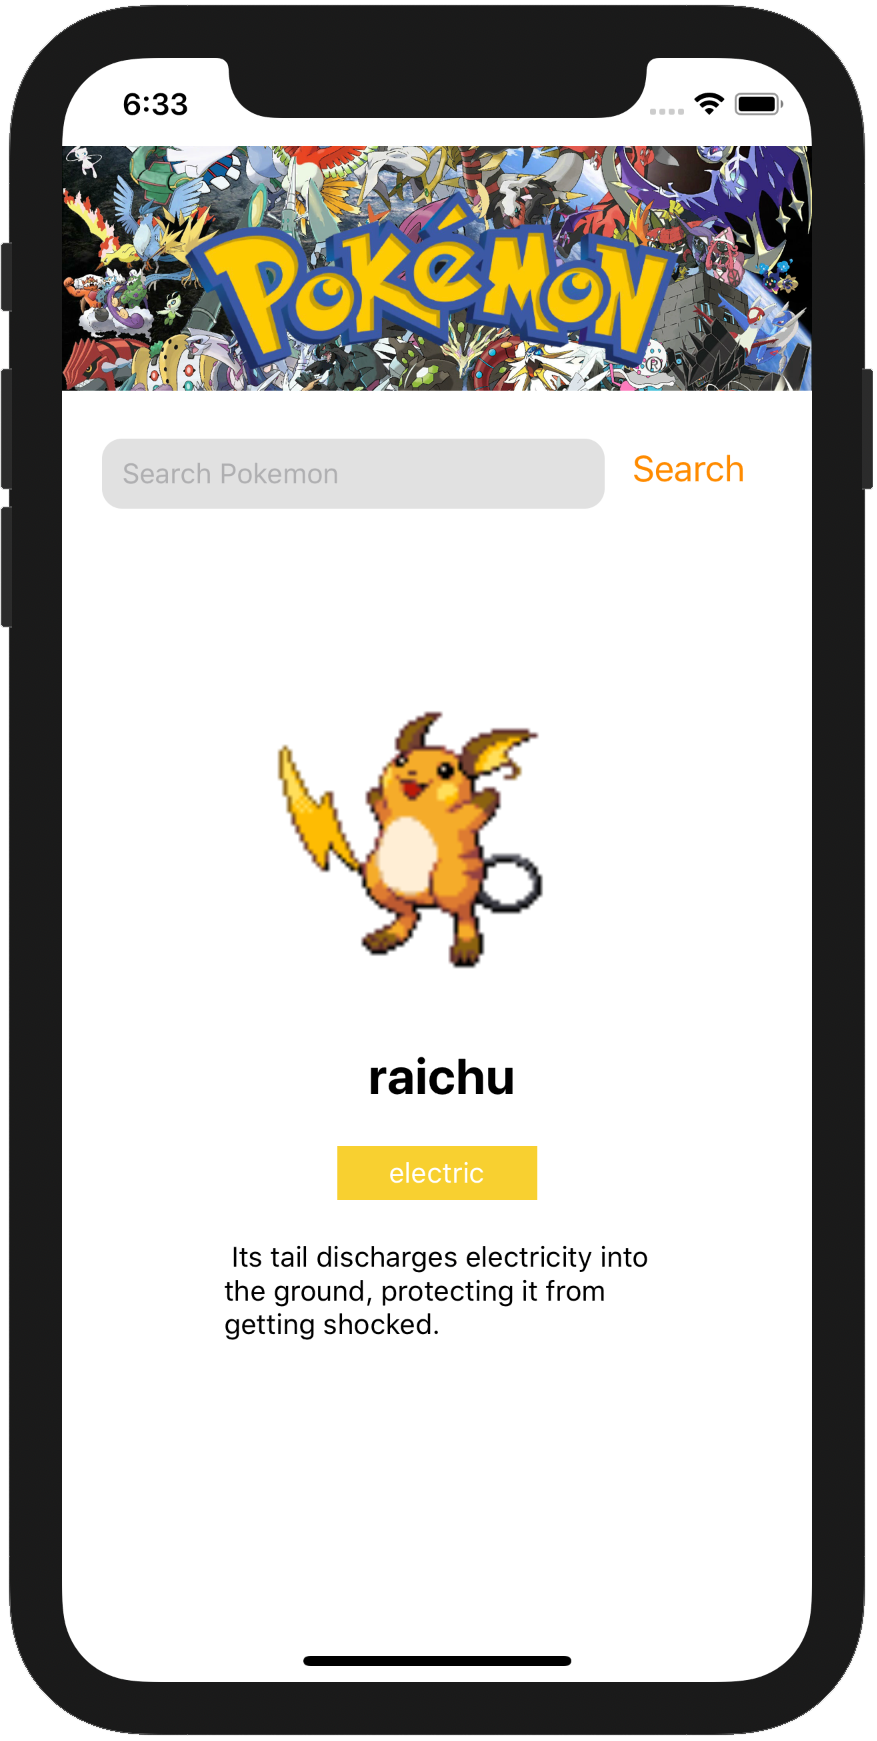 6:33
POKéMON
®
Search Pokemon
Search
raichu
electric
Its tail discharges electricity into
the ground, protecting it from
getting shocked.